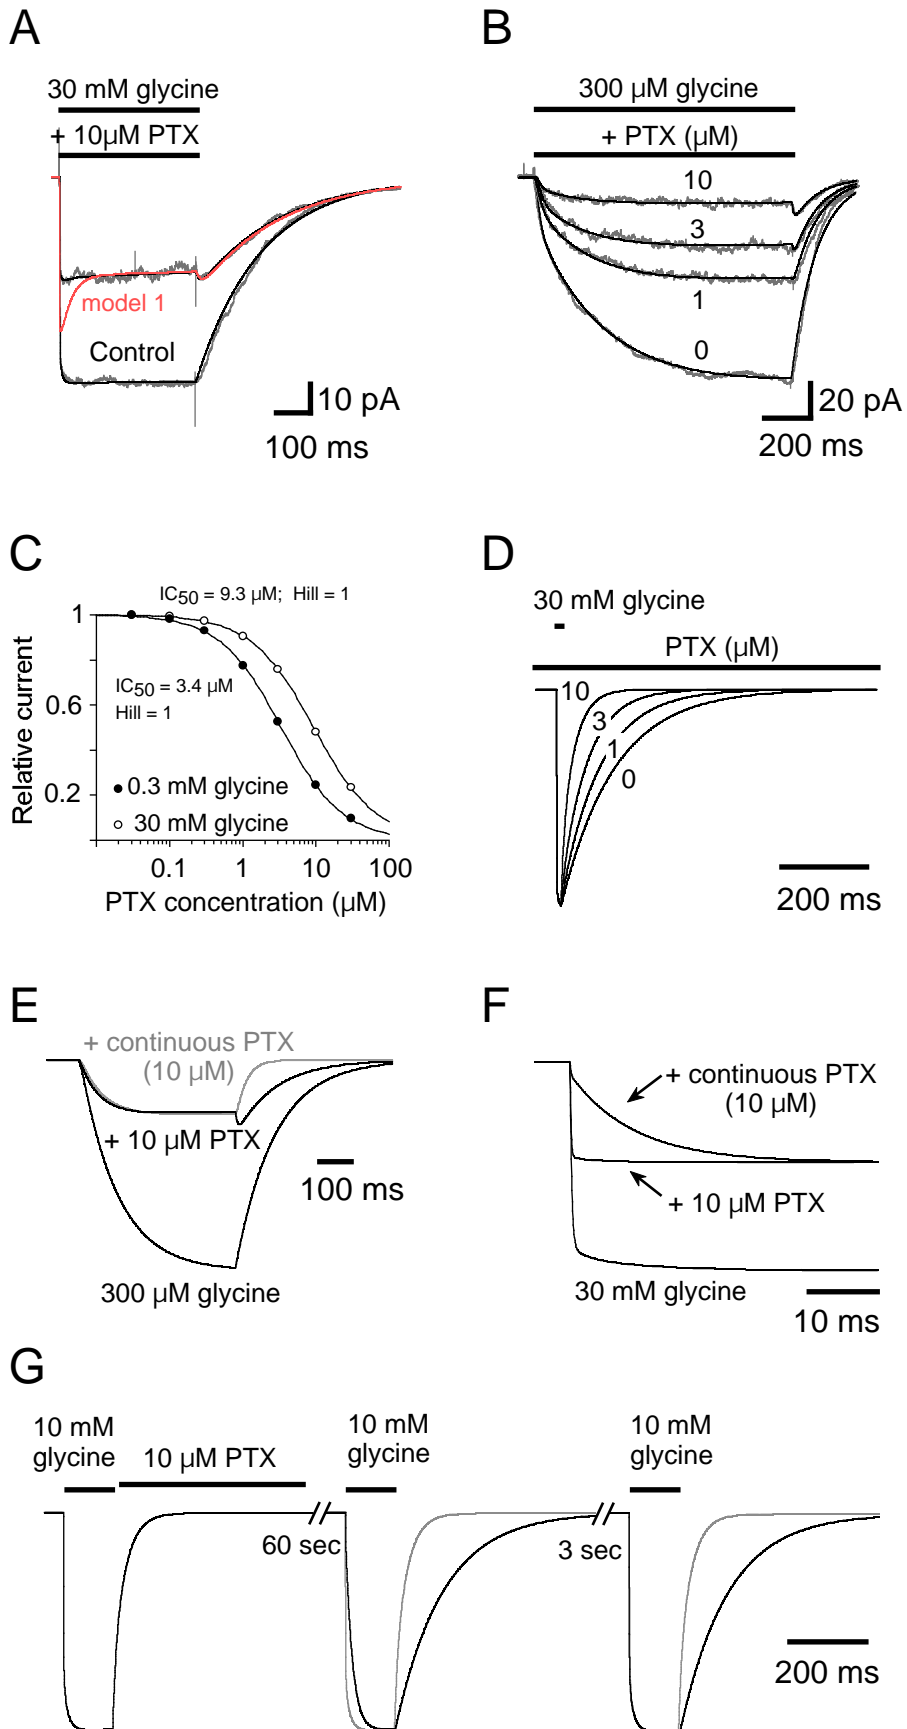 A
30 mM glycine
+ 10µM PTX
model 1
Control
10 pA
100 ms
B
300 µM glycine
+ PTX (µM)
10
3
1
0
20 pA
200 ms
C
IC50 = 9.3 µM; Hill = 1
1
IC50 = 3.4 µM
Hill = 1
0.6
Relative current
0.3 mM glycine
0.2
30 mM glycine
0.1 1 10 100
PTX concentration (µM)
D
30 mM glycine
PTX (µM)
10
3
1
0
200 ms
E
+ continuous PTX
(10 µM)
+ 10 µM PTX
100 ms
300 µM glycine
F
+ continuous PTX
(10 µM)
+ 10 µM PTX
30 mM glycine
10 ms
G
10 mM
glycine
10 µM PTX
60 sec
10 mM
glycine
3 sec
10 mM
glycine
200 ms